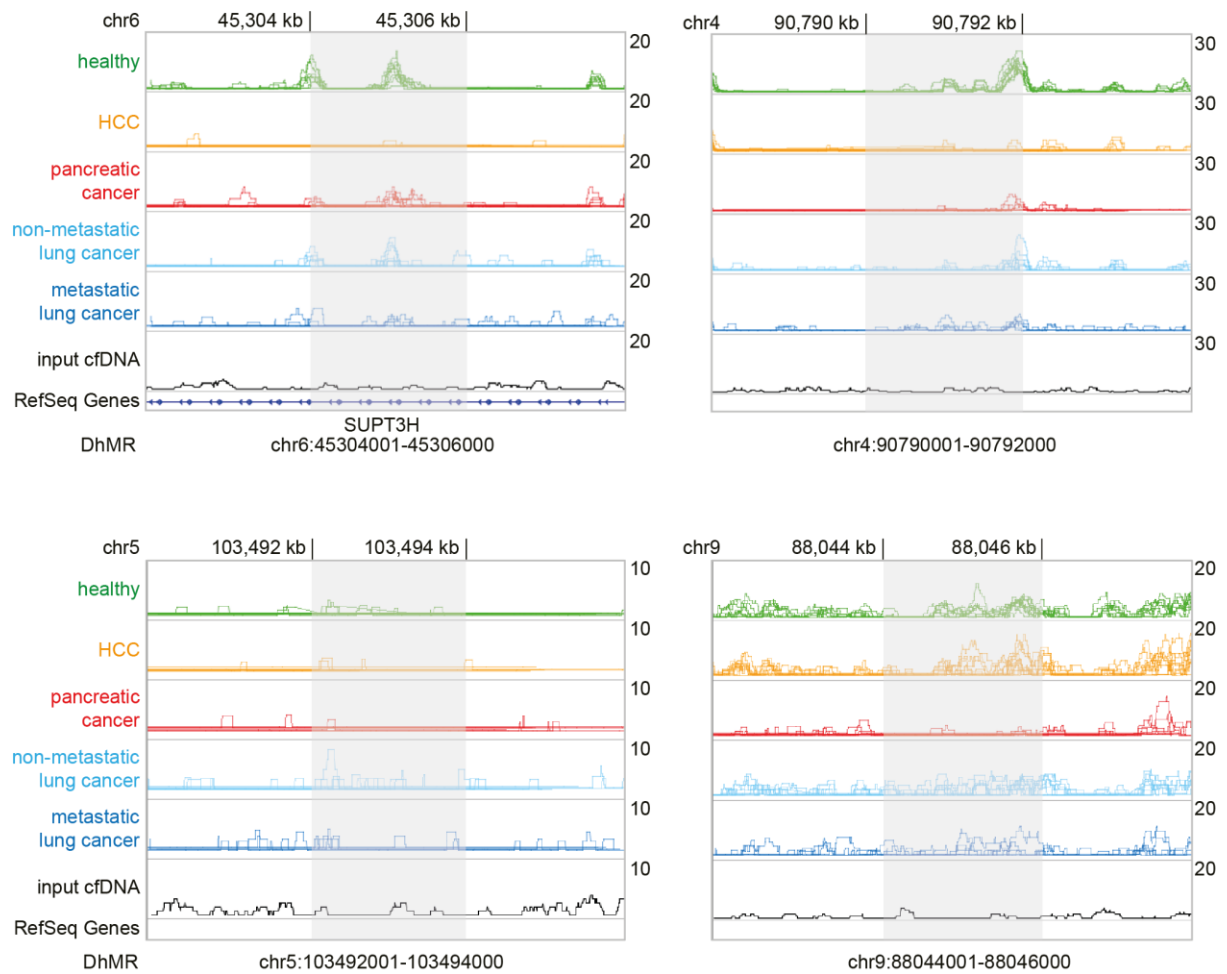 chr6 45,304 kb 45,306 kb
healthy 20
HCC 20
pancreatic 20
cancer
non-metastatic 20
lung cancer
metastatic 20
lung cancer
input cfDNA 20
RefSeq Genes
SUPT3H
DhMR chr6:45304001-45306000
chr4 90,790 kb 90,792 kb
30
30
30
30
30
30
chr4:90790001-90792000
chr5 103,492 kb 103,494 kb
healthy 10
HCC 10
pancreatic 10
cancer
non-metastatic 10
lung cancer
metastatic 10
lung cancer
input cfDNA 10
RefSeq Genes
DhMR chr5:103492001-103494000
chr9 88,044 kb 88,046 kb
20
20
20
20
20
20
chr9:88044001-88046000